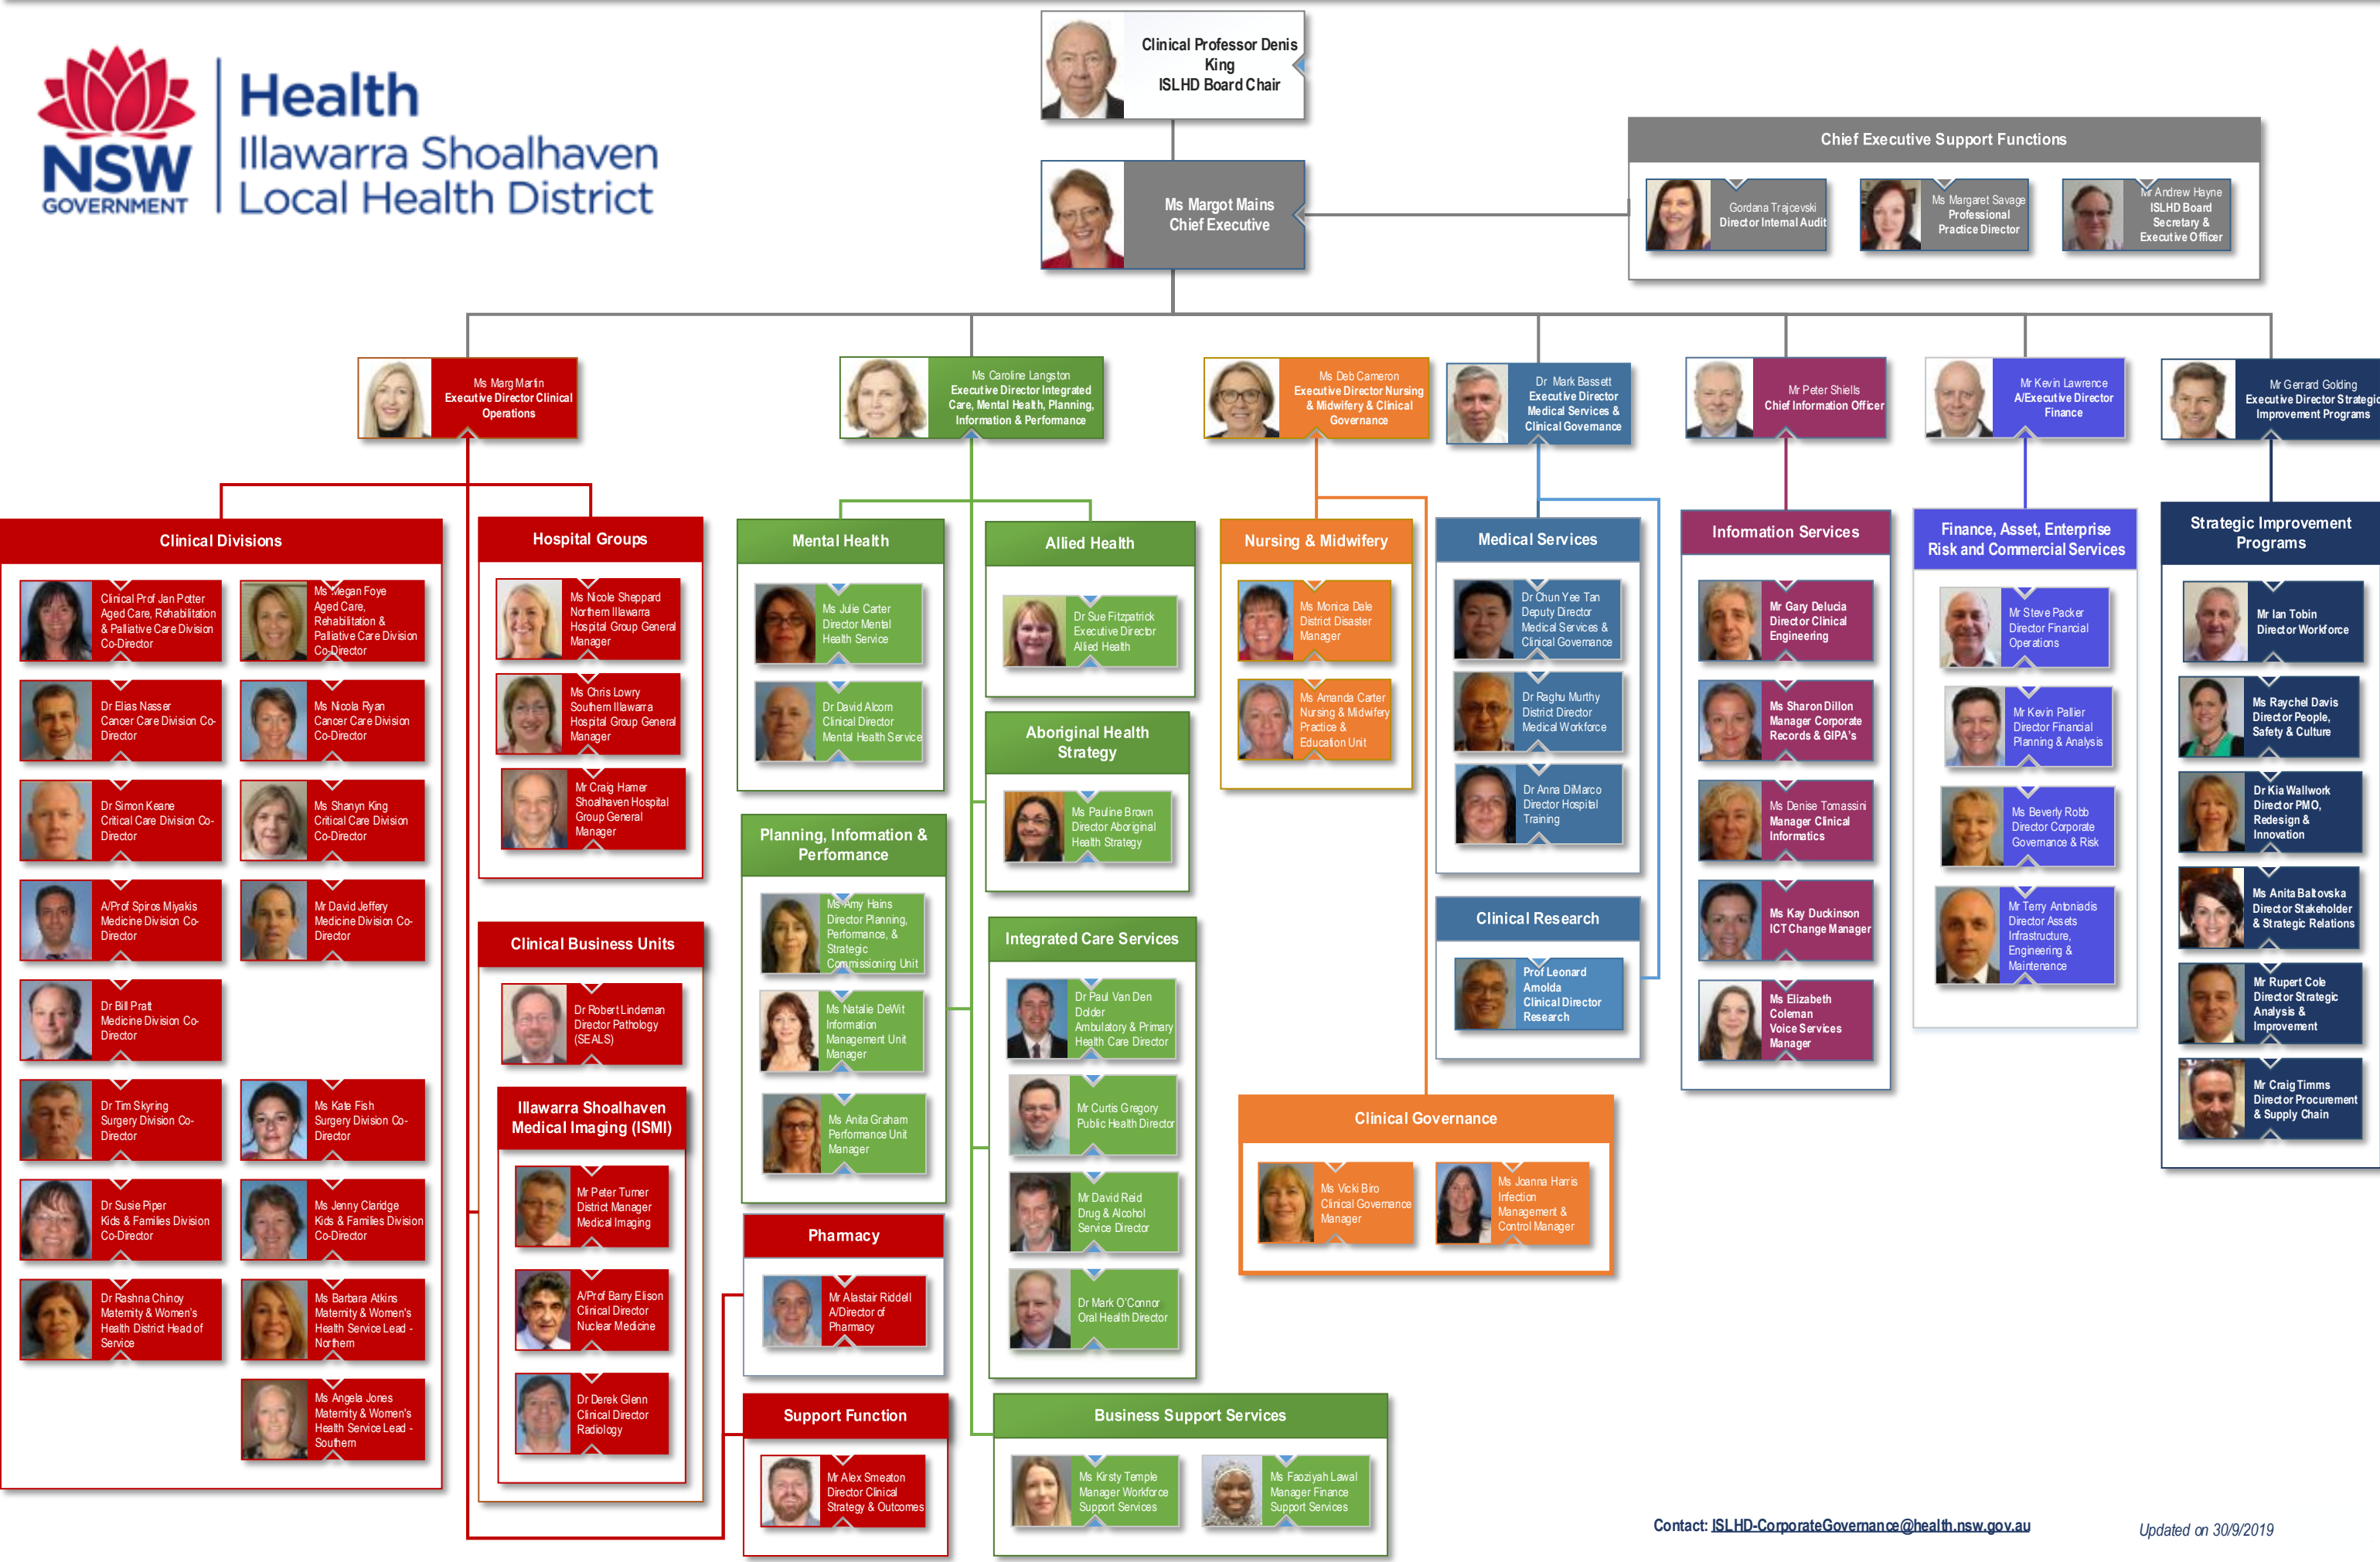 NSW
GOVERNMENT
Health
Illawarra Shoalhaven
Local Health District
Clinical Professor Denis
King
ISLHD Board Chair
Ms Margot Mains
Chief Executive
Chief Executive Support Functions
Gordana Trajcevski
Director Internal Audit
Ms Margaret Savage
Professional
Practice Director
Mr Andrew Hayne
ISLHD Board
Secretary &
Executive Officer
Ms Marg Martin
Executive Director Clinical
Operations
Ms Caroline Langston
Executive Director Integrated
Care, Mental Health, Planning,
Information & Performance
Ms Deb Cameron
Executive Director Nursing
& Midwifery & Clinical
Governance
Dr Mark Bassett
Executive Director
Medical Services &
Clinical Governance
Mr Peter Shiells
Chief Information Officer
Mr Kevin Lawrence
A/Executive Director
Finance
Mr Gerrard Golding
Executive Director Strategic
Improvement Programs
Clinical Divisions
Clinical Prof Jan Potter
Aged Care, Rehabilitation
& Palliative Care Division
Co-Director
Ms Megan Foye
Aged Care,
Rehabilitation &
Palliative Care Division
Co-Director
Dr Elias Nasser
Cancer Care Division Co-
Director
Ms Nicola Ryan
Cancer Care Division
Co-Director
Dr Simon Keane
Critical Care Division Co-
Director
Ms Shanyn King
Critical Care Division
Co-Director
A/Prof Spiros Miyakis
Medicine Division Co-
Director
Mr David Jeffery
Medicine Division Co-
Director
Dr Bill Pratt
Medicine Division Co-
Director
Dr Tim Skyring
Surgery Division Co-
Director
Ms Kate Fish
Surgery Division Co-
Director
Dr Susie Piper
Kids & Families Division
Co-Director
Ms Jenny Claridge
Kids & Families Division
Co-Director
Dr Rashna Chinoy
Maternity & Women's
Health District Head of
Service
Ms Barbara Atkins
Maternity & Women's
Health Service Lead -
Northern
Ms Angela Jones
Maternity & Women's
Health Service Lead -
Southern
Hospital Groups
Ms Nicole Sheppard
Northern Illawarra
Hospital Group General
Manager
Ms Chris Lowry
Southern Illawarra
Hospital Group General
Manager
Mr Craig Hamer
Shoalhaven Hospital
Group General
Manager
Clinical Business Units
Dr Robert Lindeman
Director Pathology
(SEALS)
Illawarra Shoalhaven
Medical Imaging (ISMI)
Mr Peter Turner
District Manager
Medical Imaging
A/Prof Barry Elison
Clinical Director
Nuclear Medicine
Dr Derek Glenn
Clinical Director
Radiology
Mental Health
Ms Julie Carter
Director Mental
Health Service
Dr David Alcorn
Clinical Director
Mental Health Service
Planning, Information &
Performance
Ms Amy Hains
Director Planning,
Performance, &
Strategic
Commissioning Unit
Ms Natalie DeWit
Information
Management Unit
Manager
Ms Anita Graham
Performance Unit
Manager
Pharmacy
Mr Alastair Riddell
A/Director of
Pharmacy
Support Function
Mr Alex Smeaton
Director Clinical
Strategy & Outcomes
Allied Health
Dr Sue Fitzpatrick
Executive Director
Allied Health
Aboriginal Health
Strategy
Ms Pauline Brown
Director Aboriginal
Health Strategy
Integrated Care Services
Dr Paul Van Den
Dolder
Ambulatory & Primary
Health Care Director
Mr Curtis Gregory
Public Health Director
Mr David Reid
Drug & Alcohol
Service Director
Dr Mark O'Connor
Oral Health Director
Business Support Services
Ms Kirsty Temple
Manager Workforce
Support Services
Ms Faoziyah Lawal
Manager Finance
Support Services
Nursing & Midwifery
Ms Monica Dale
District Disaster
Manager
Ms Amanda Carter
Nursing & Midwifery
Practice &
Education Unit
Clinical Governance
Ms Vicki Biro
Clinical Governance
Manager
Ms Joanna Harris
Infection
Management &
Control Manager
Medical Services
Dr Chun Yee Tan
Deputy Director
Medical Services &
Clinical Governance
Dr Raghu Murthy
District Director
Medical Workforce
Dr Anna DiMarco
Director Hospital
Training
Clinical Research
Prof Leonard
Arnolda
Clinical Director
Research
Information Services
Mr Gary Delucia
Director Clinical
Engineering
Ms Sharon Dillon
Manager Corporate
Records & GIPA's
Ms Denise Tomassini
Manager Clinical
Informatics
Ms Kay Duckinson
ICT Change Manager
Ms Elizabeth
Coleman
Voice Services
Manager
Finance, Asset, Enterprise
Risk and Commercial Services
Mr Steve Packer
Director Financial
Operations
Mr Kevin Pallier
Director Financial
Planning & Analysis
Ms Beverly Robb
Director Corporate
Governance & Risk
Mr Terry Antoniadis
Director Assets
Infrastructure,
Engineering &
Maintenance
Strategic Improvement
Programs
Mr Ian Tobin
Director Workforce
Ms Raychel Davis
Director People,
Safety & Culture
Dr Kia Wallwork
Director PMO,
Redesign &
Innovation
Ms Anita Baltovska
Director Stakeholder
& Strategic Relations
Mr Rupert Cole
Director Strategic
Analysis &
Improvement
Mr Craig Timms
Director Procurement
& Supply Chain
Contact: ISLHD-CorporateGovernance@health.nsw.gov.au
Updated on 30/9/2019